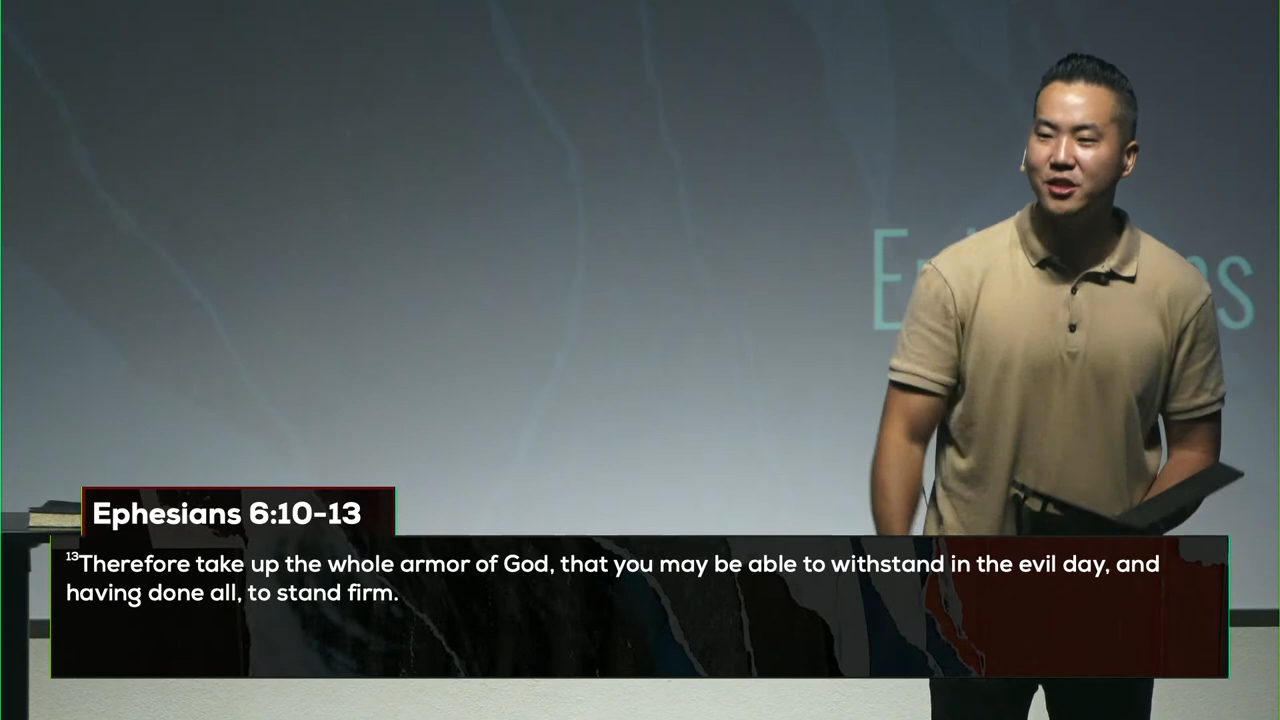 Ephesians 6:10-13
¹³Therefore take up the whole armor of God, that you may be able to withstand in the evil day, and
having done all, to stand firm.